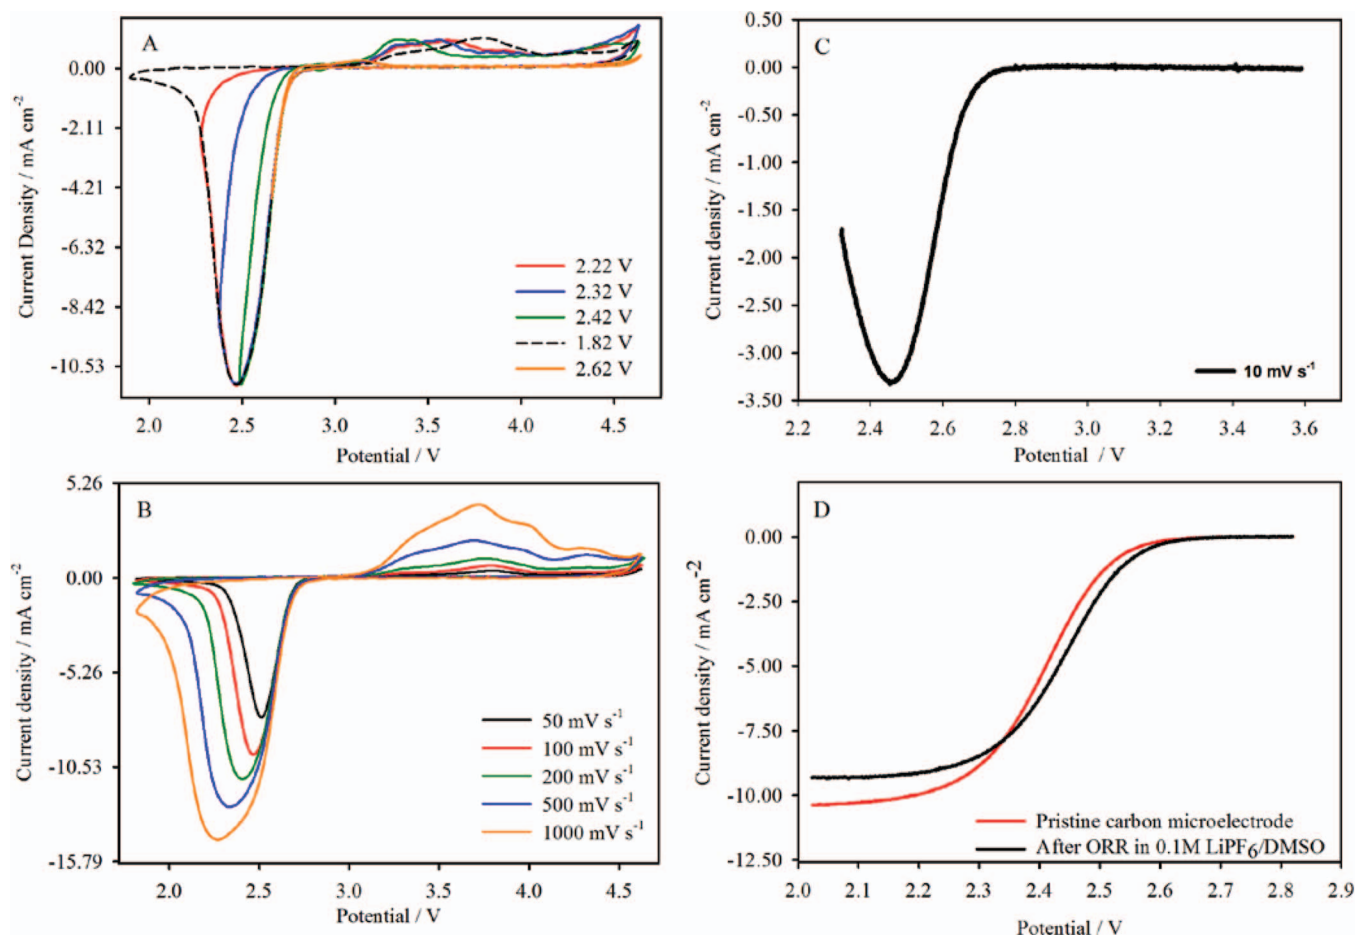 A
0.00
-2.11
-4.21
-6.32
-8.42
-10.53
Current Density / mA cm-2
2.22 V
2.32 V
2.42 V
1.82 V
2.62 V
2.0 2.5 3.0 3.5 4.0 4.5
Potential / V
C
0.50
0.00
-0.50
-1.00
-1.50
-2.00
-2.50
-3.00
-3.50
Current density / mA cm-2
10 mV s-1
2.2 2.4 2.6 2.8 3.0 3.2 3.4 3.6
Potential / V
B
5.26
0.00
-5.26
-10.53
-15.79
Current density / mA cm-2
50 mV s-1
100 mV s-1
200 mV s-1
500 mV s-1
1000 mV s-1
2.0 2.5 3.0 3.5 4.0 4.5
Potential / V
D
0.00
-2.50
-5.00
-7.50
-10.00
-12.50
Current density / mA cm-2
Pristine carbon microelectrode
After ORR in 0.1M LiPF6/DMSO
2.0 2.1 2.2 2.3 2.4 2.5 2.6 2.7 2.8 2.9
Potential / V